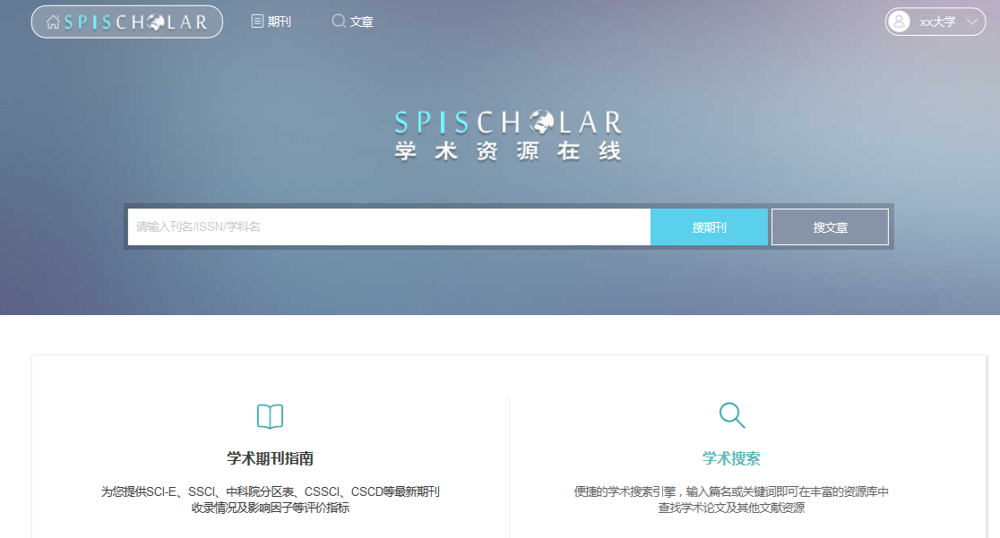 SPISCHOLAR
期刊
文章
xx大学
SPISCHOLAR
学术资源在线
请输入刊名/ISSN/学科名
搜期刊
搜文章
学术期刊指南
为您提供SCI-E、SSCI、中科院分区表、CSSCI、CSCD等最新期刊
收录情况及影响因子等评价指标
学术搜索
便捷的学术搜索引擎，输入篇名或关键词即可在丰富的资源库中
查找学术论文及其他文献资源